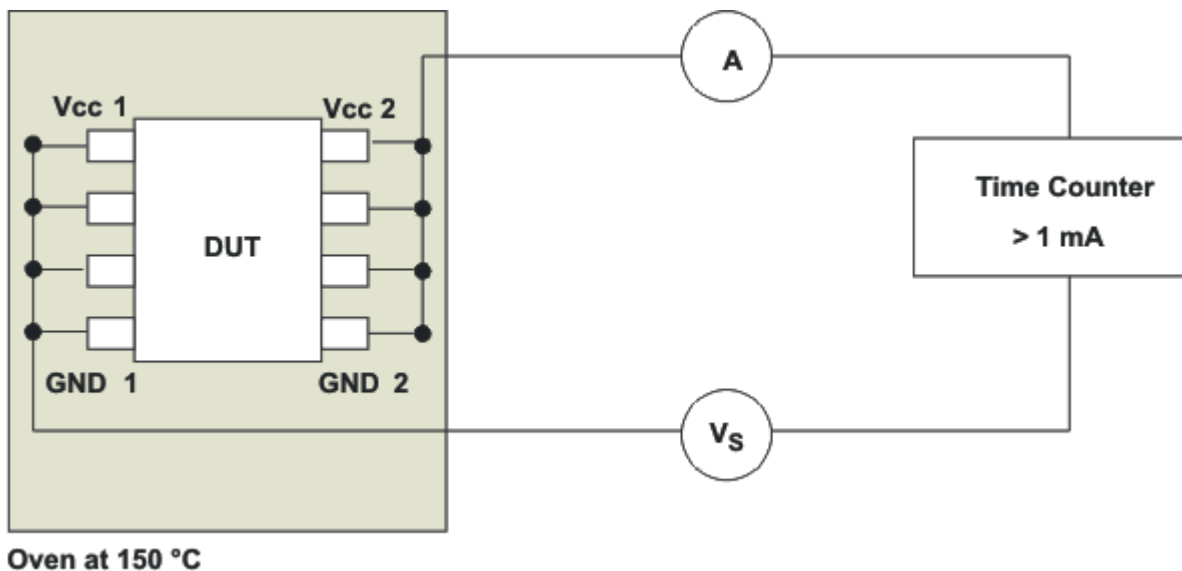 A
Vcc 1
Vcc 2
Time Counter
> 1 mA
DUT
GND 1
GND 2
VS
Oven at 150 °C